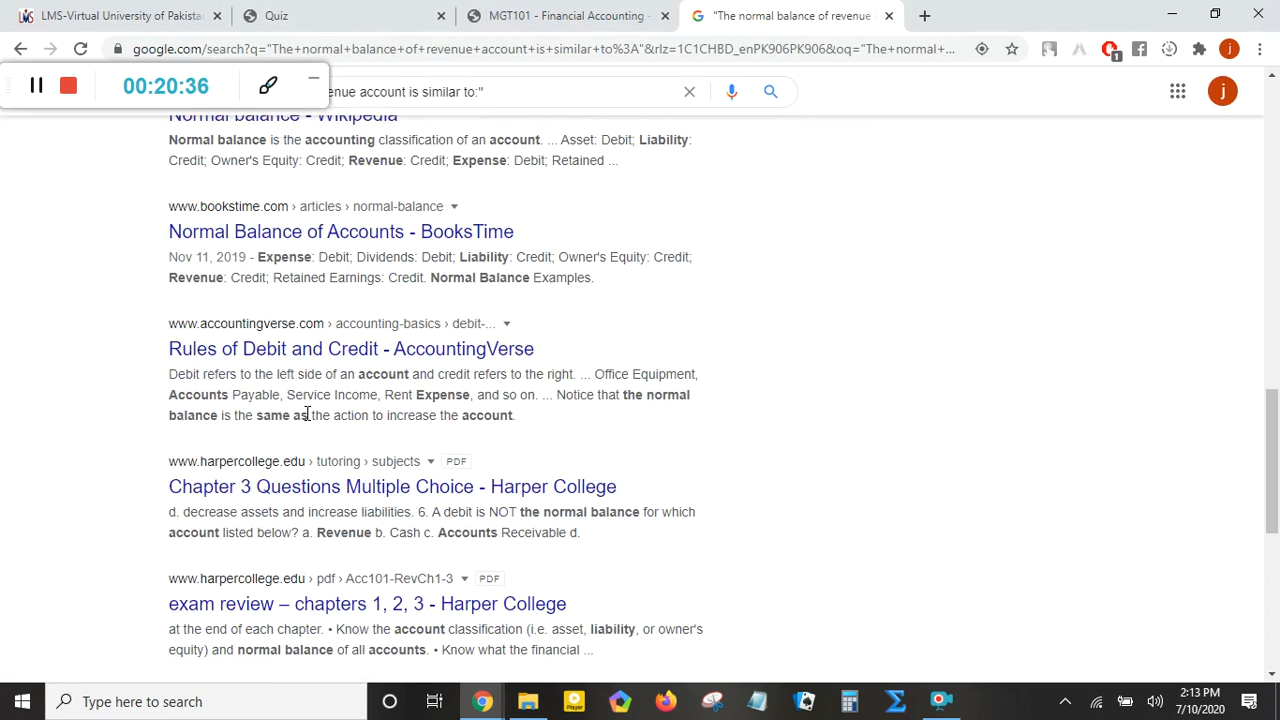 LMS-Virtual University of Pakistan
Quiz
MGT101 - Financial Accounting -
"The normal balance of revenue
google.com/search?q="The+normal+balance+of+revenue+account+is+similar+to%3A"&rlz=1C1CHBD_enPK906PK906&oq="The+normal+...
1
j
00:20:36
enue account is similar to:"
j
Normal balance - Wikipedia
Normal balance is the accounting classification of an account. ... Asset: Debit; Liability:
Credit; Owner's Equity: Credit; Revenue: Credit; Expense: Debit; Retained ...
www.bookstime.com › articles › normal-balance
Normal Balance of Accounts - BooksTime
Nov 11, 2019 - Expense: Debit; Dividends: Debit; Liability: Credit; Owner's Equity: Credit;
Revenue: Credit; Retained Earnings: Credit. Normal Balance Examples.
www.accountingverse.com › accounting-basics › debit-...
Rules of Debit and Credit - AccountingVerse
Debit refers to the left side of an account and credit refers to the right. ... Office Equipment,
Accounts Payable, Service Income, Rent Expense, and so on. ... Notice that the normal
balance is the same as the action to increase the account.
www.harpercollege.edu › tutoring › subjects PDF
Chapter 3 Questions Multiple Choice - Harper College
d. decrease assets and increase liabilities. 6. A debit is NOT the normal balance for which
account listed below? a. Revenue b. Cash c. Accounts Receivable d.
www.harpercollege.edu › pdf › Acc101-RevCh1-3 PDF
exam review – chapters 1, 2, 3 - Harper College
at the end of each chapter. • Know the account classification (i.e. asset, liability, or owner's
equity) and normal balance of all accounts. • Know what the financial ...
Type here to search
Player
2:13 PM
7/10/2020